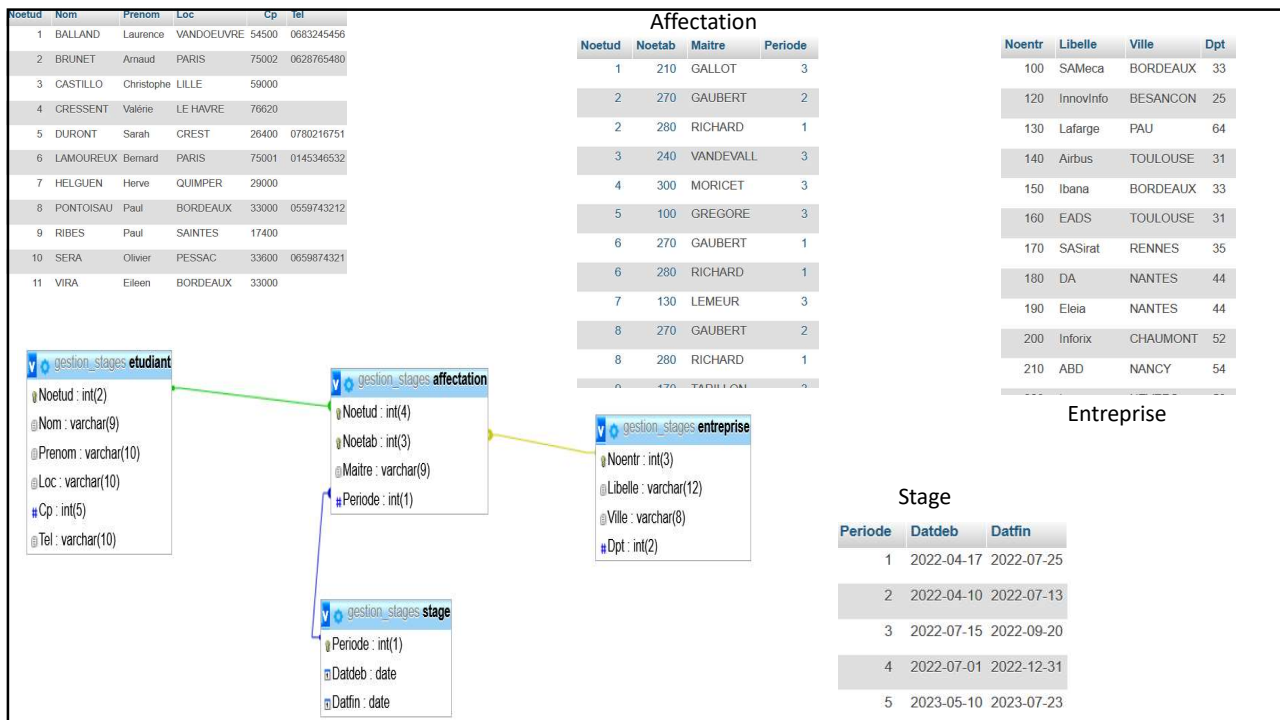 Noetud Nom Prenom Loc Cp Tel
1 BALLAND Laurence VANDOEUVRE 54500 0683245456
2 BRUNET Arnaud PARIS 75002 0628765480
3 CASTILLO Christophe LILLE 59000
4 CRESSENT Valérie LE HAVRE 76620
5 DURONT Sarah CREST 26400 0780216751
6 LAMOUREUX Bernard PARIS 75001 0145346532
7 HELGUEN Herve QUIMPER 29000
8 PONTOISAU Paul BORDEAUX 33000 0559743212
9 RIBES Paul SAINTES 17400
10 SERA Olivier PESSAC 33600 0659874321
11 VIRA Eileen BORDEAUX 33000
Affectation
Noetud Noetab Maitre Periode
1 210 GALLOT 3
2 270 GAUBERT 2
2 280 RICHARD 1
3 240 VANDEVALL 3
4 300 MORICET 3
5 100 GREGORE 3
6 270 GAUBERT 1
6 280 RICHARD 1
7 130 LEMEUR 3
8 270 GAUBERT 2
8 280 RICHARD 1
Noentr Libelle Ville Dpt
100 SAMeca BORDEAUX 33
120 InnovInfo BESANCON 25
130 Lafarge PAU 64
140 Airbus TOULOUSE 31
150 Ibana BORDEAUX 33
160 EADS TOULOUSE 31
170 SASirat RENNES 35
180 DA NANTES 44
190 Eleia NANTES 44
200 Inforix CHAUMONT 52
210 ABD NANCY 54
Entreprise
gestion_stages etudiant
Noetud : int(2)
Nom : varchar(9)
Prenom : varchar(10)
Loc : varchar(10)
# Cp : int(5)
Tel : varchar(10)
gestion_stages affectation
Noetud : int(4)
Noetab : int(3)
Maitre : varchar(9)
# Periode : int(1)
gestion_stages entreprise
Noentr : int(3)
Libelle : varchar(12)
Ville : varchar(8)
# Dpt : int(2)
gestion_stages stage
Periode : int(1)
Datdeb : date
Datfin : date
Stage
Periode Datdeb Datfin
1 2022-04-17 2022-07-25
2 2022-04-10 2022-07-13
3 2022-07-15 2022-09-20
4 2022-07-01 2022-12-31
5 2023-05-10 2023-07-23